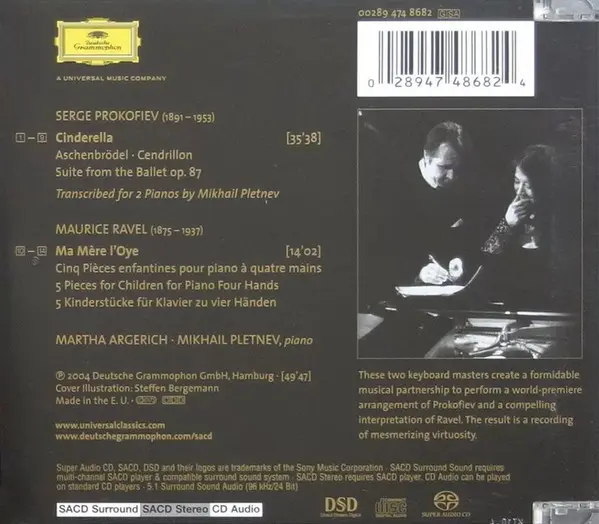 Deutsche
Grammophon
A UNIVERSAL MUSIC COMPANY
00289 474 8682
0 28947 48682 4
SERGE PROKOFIEV (1891 – 1953)
1 – 9 Cinderella [35'38]
Aschenbrödel · Cendrillon
Suite from the Ballet op. 87
Transcribed for 2 Pianos by Mikhail Pletnev
MAURICE RAVEL (1875 – 1937)
10 – 14 Ma Mère l'Oye [14'02]
Cinq Pièces enfantines pour piano à quatre mains
5 Pieces for Children for Piano Four Hands
5 Kinderstücke für Klavier zu vier Händen
MARTHA ARGERICH · MIKHAIL PLETNEV, piano
℗ 2004 Deutsche Grammophon GmbH, Hamburg · [49'47]
Cover Illustration: Steffen Bergemann
Made in the E. U. ·
www.universalclassics.com
www.deutschegrammophon.com/sacd
These two keyboard masters create a formidable
musical partnership to perform a world-premiere
arrangement of Prokofiev and a compelling
interpretation of Ravel. The result is a recording
of mesmerizing virtuosity.
Super Audio CD, SACD, DSD and their logos are trademarks of the Sony Music Corporation · SACD Surround Sound requires
multi-channel SACD player & compatible surround sound system · SACD Stereo requires SACD player. CD Audio can be played
on standard CD players · 5.1 Surround Sound Audio (96 kHz/24 Bit)
SACD Surround SACD Stereo CD Audio
DSD
Direct Stream Digital
SUPER AUDIO CD